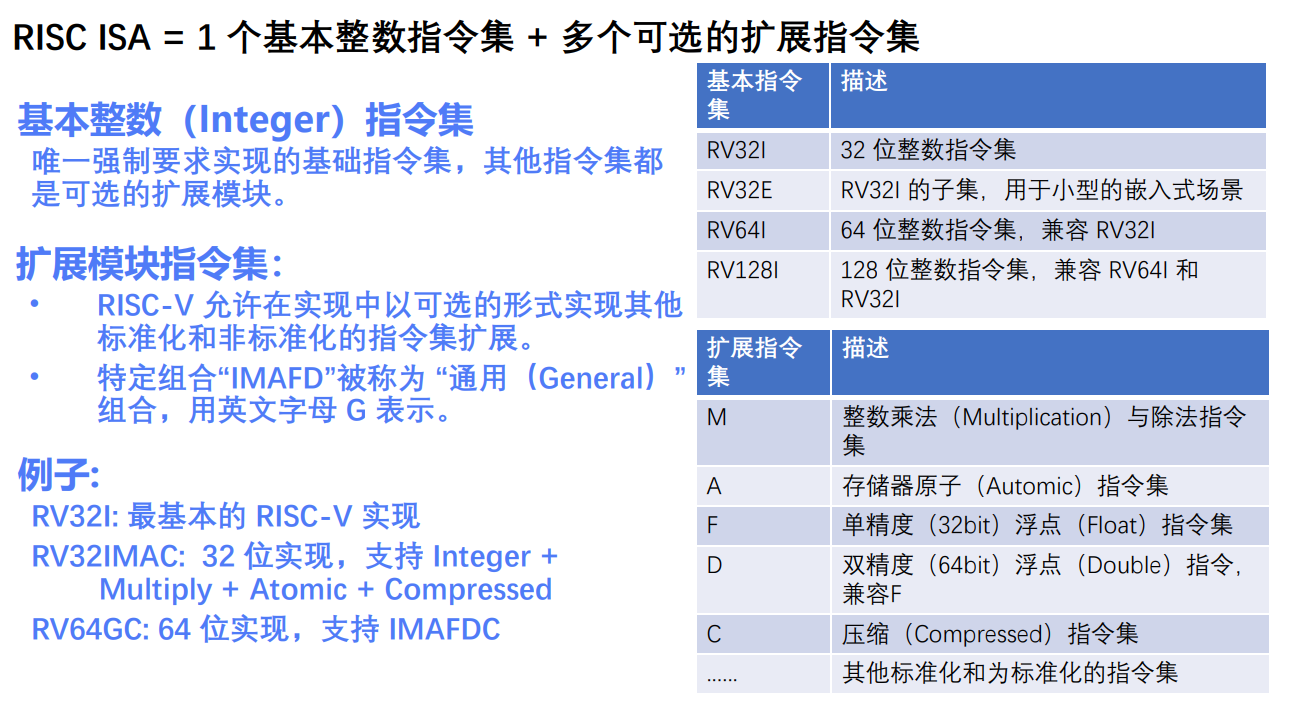 RISC ISA = 1 个基本整数指令集 + 多个可选的扩展指令集
基本整数（Integer）指令集
唯一强制要求实现的基础指令集，其他指令集都
是可选的扩展模块。
扩展模块指令集：
• RISC-V 允许在实现中以可选的形式实现其他
标准化和非标准化的指令集扩展。
• 特定组合“IMAFD”被称为 “通用（General）”
组合，用英文字母 G 表示。
例子:
RV32I: 最基本的 RISC-V 实现
RV32IMAC: 32 位实现，支持 Integer +
Multiply + Atomic + Compressed
RV64GC: 64 位实现，支持 IMAFDC
基本指令 描述
集
RV32I 32 位整数指令集
RV32E RV32I 的子集，用于小型的嵌入式场景
RV64I 64 位整数指令集，兼容 RV32I
RV128I 128 位整数指令集，兼容 RV64I 和
RV32I
扩展指令 描述
集
M 整数乘法（Multiplication）与除法指令
集
A 存储器原子（Automic）指令集
F 单精度（32bit）浮点（Float）指令集
D 双精度（64bit）浮点（Double）指令，
兼容F
C 压缩（Compressed）指令集
...... 其他标准化和为标准化的指令集